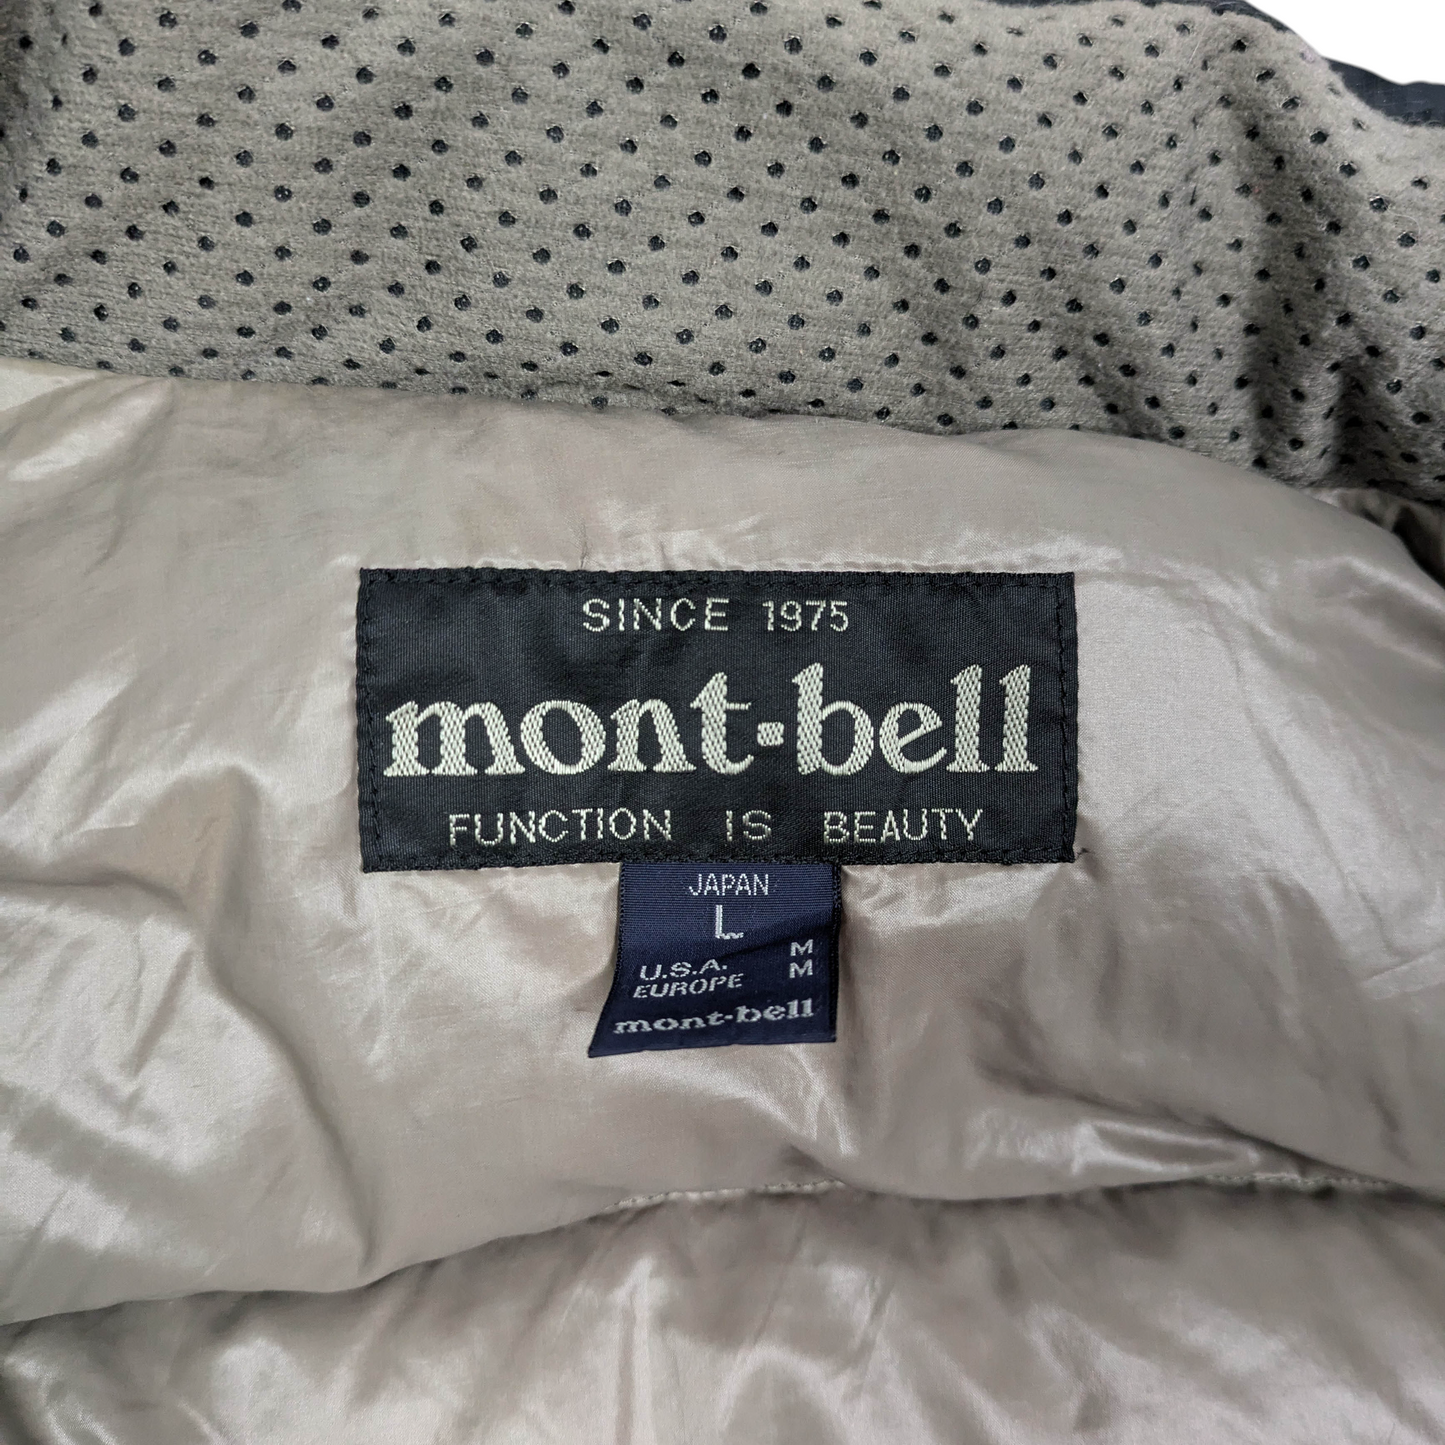 SINCE 1975
mont-bell
FUNCTION IS BEAUTY
JAPAN
L
U.S.A. M
EUROPE M
mont-bell